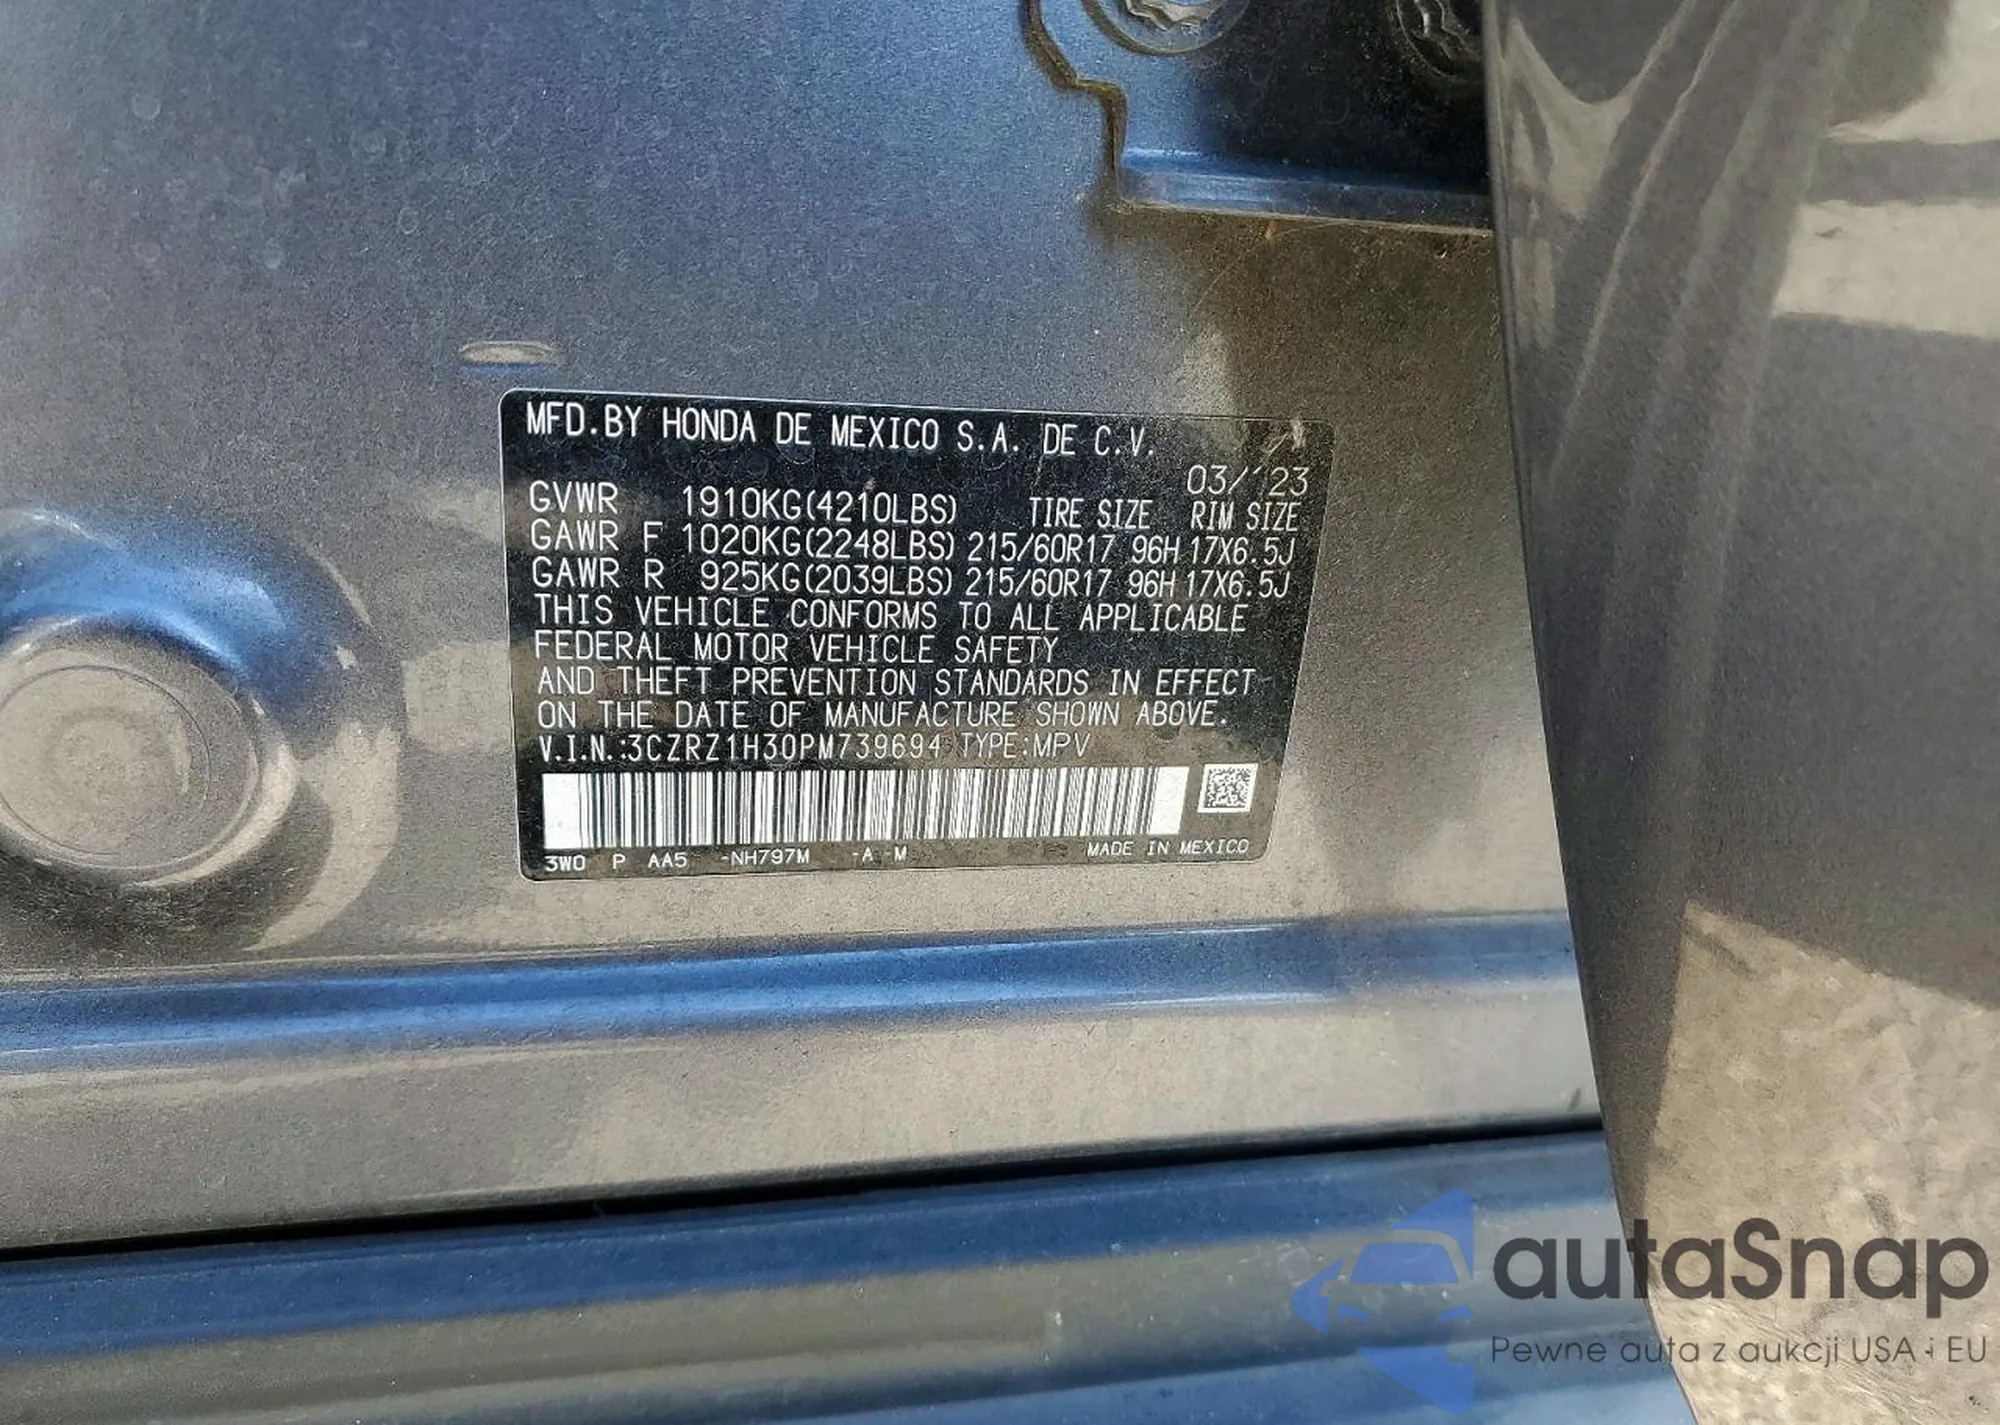 MFD.BY HONDA DE MEXICO S.A. DE C.V.
03/'23
GVWR 1910KG(4210LBS) TIRE SIZE RIM SIZE
GAWR F 1020KG(2248LBS) 215/60R17 96H 17X6.5J
GAWR R 925KG(2039LBS) 215/60R17 96H 17X6.5J
THIS VEHICLE CONFORMS TO ALL APPLICABLE
FEDERAL MOTOR VEHICLE SAFETY
AND THEFT PREVENTION STANDARDS IN EFFECT
ON THE DATE OF MANUFACTURE SHOWN ABOVE.
V.I.N.:3CZRZ1H30PM739694 TYPE:MPV
3W0 P AA5 -NH797M -A -M MADE IN MEXICO
autaSnap
Pewne auta z aukcji USA i EU